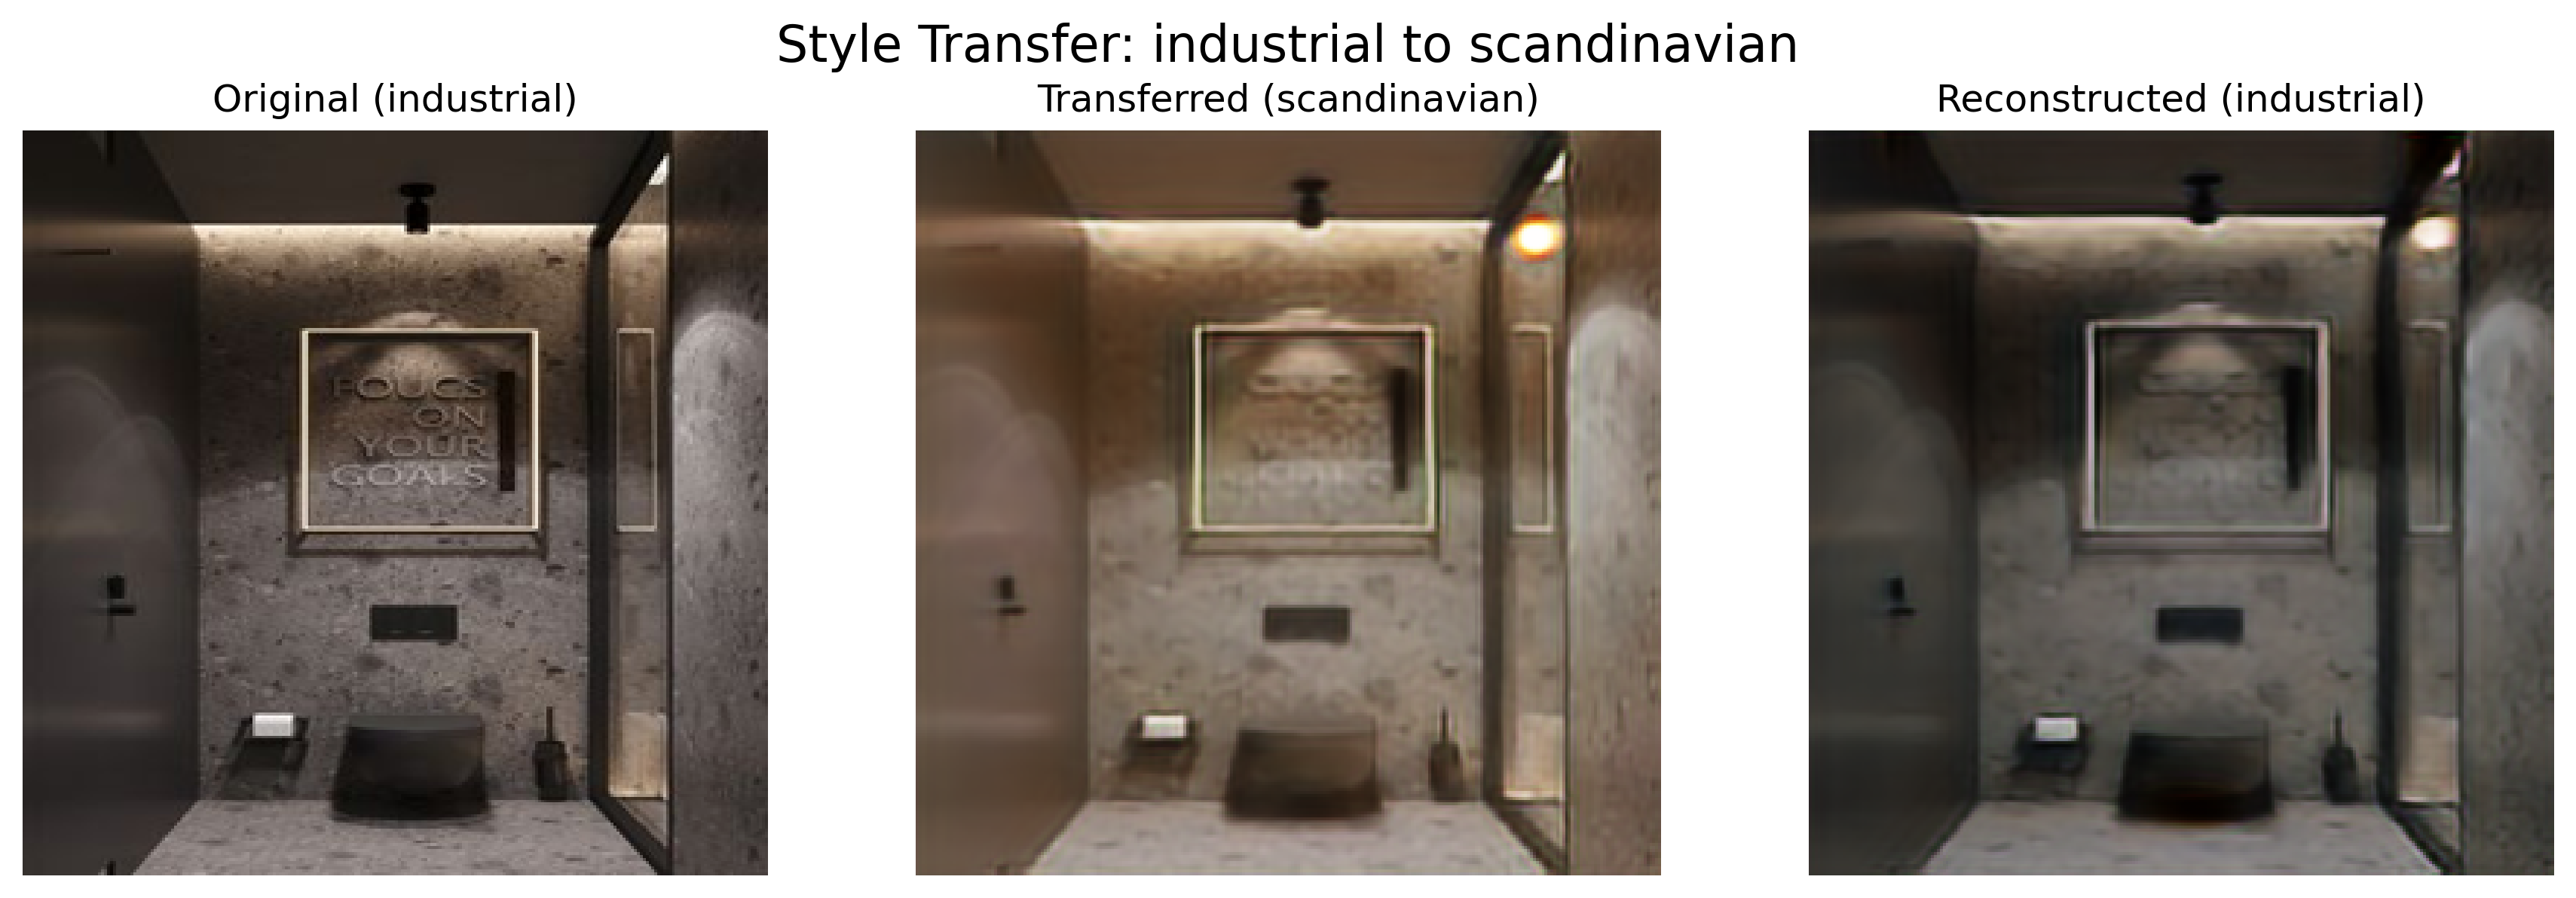 Style Transfer: industrial to scandinavian
Original (industrial)
Transferred (scandinavian)
Reconstructed (industrial)
FOUCS
ON
YOUR
GOALS